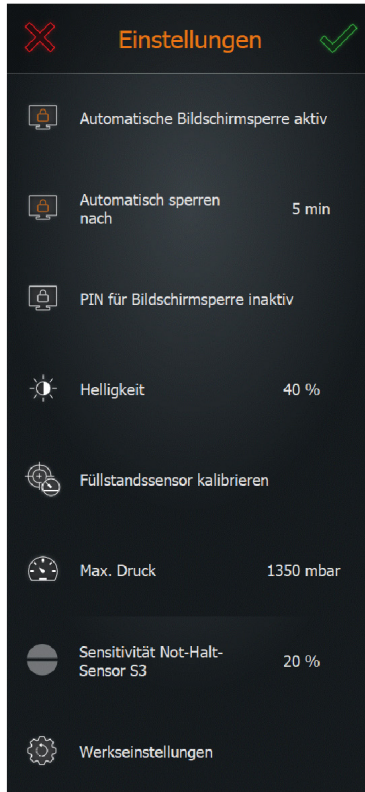 Einstellungen
Automatische Bildschirmsperre aktiv
Automatisch sperren
nach
5 min
PIN für Bildschirmsperre inaktiv
Helligkeit
40 %
Füllstandssensor kalibrieren
Max. Druck
1350 mbar
Sensitivität Not-Halt-
Sensor S3
20 %
Werkseinstellungen